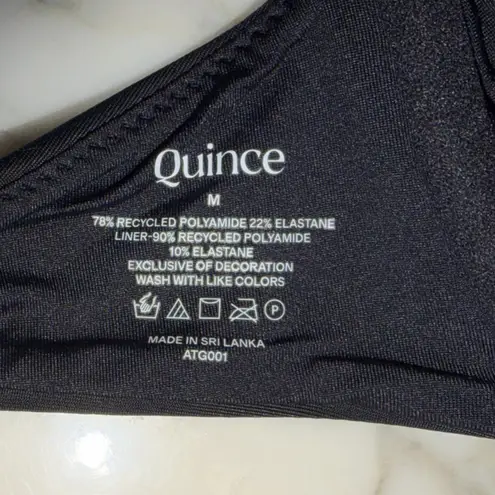 Quince
M
78% RECYCLED POLYAMIDE 22% ELASTANE
LINER-90% RECYCLED POLYAMIDE
10% ELASTANE
EXCLUSIVE OF DECORATION
WASH WITH LIKE COLORS
P
MADE IN SRI LANKA
ATG001